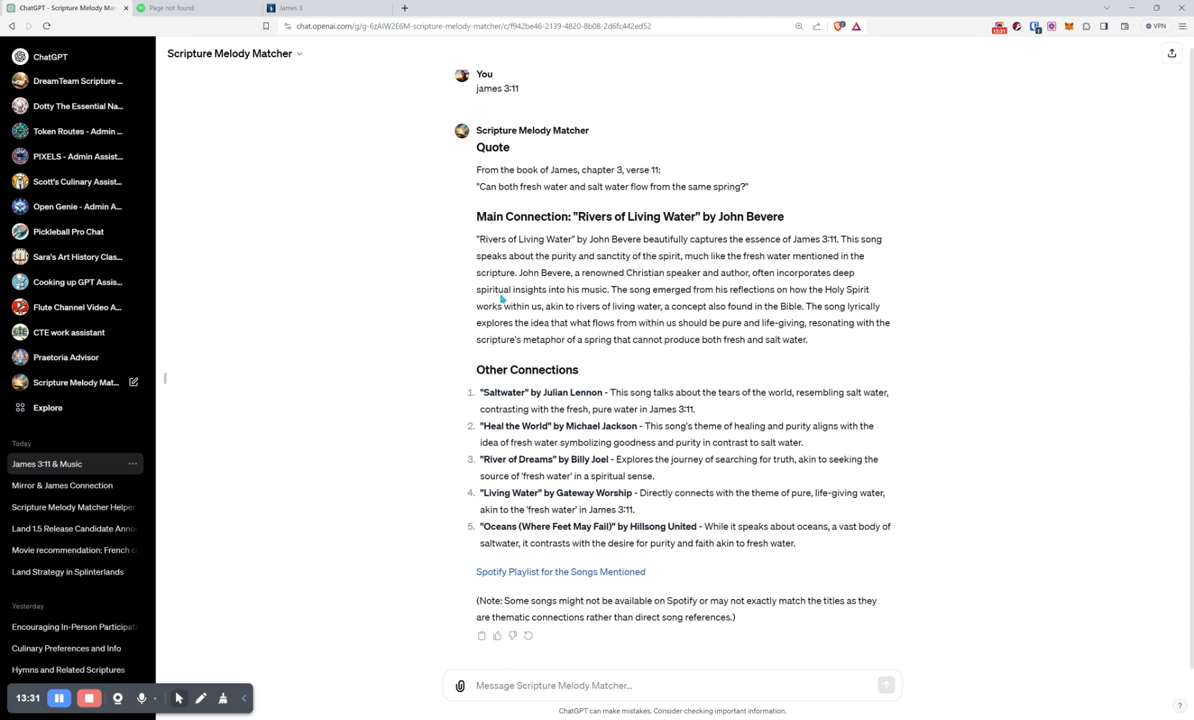 ChatGPT - Scripture Melody Ma
Page not found
James 3
chat.openai.com/g/g-6zAIW2E6M-scripture-melody-matcher/c/f942be46-2139-4820-8b08-2d6fc442ed52
13:31
VPN
ChatGPT
DreamTeam Scripture ...
Dotty The Essential Na...
Token Routes - Admin ...
PIXELS - Admin Assist...
Scott's Culinary Assist...
Open Genie - Admin A...
Pickleball Pro Chat
Sara's Art History Clas...
Cooking up GPT Assis...
Flute Channel Video A...
CTE work assistant
Praetoria Advisor
Scripture Melody Mat...
Explore
Today
James 3:11 & Music
Mirror & James Connection
Scripture Melody Matcher Helper
Land 1.5 Release Candidate Anno
Movie recommendation: French c
Land Strategy in Splinterlands
Yesterday
Encouraging In-Person Participat
Culinary Preferences and Info
Hymns and Related Scriptures
13:31
Scripture Melody Matcher
You
james 3:11
Scripture Melody Matcher
Quote
From the book of James, chapter 3, verse 11:
"Can both fresh water and salt water flow from the same spring?"
Main Connection: "Rivers of Living Water" by John Bevere
"Rivers of Living Water" by John Bevere beautifully captures the essence of James 3:11. This song
speaks about the purity and sanctity of the spirit, much like the fresh water mentioned in the
scripture. John Bevere, a renowned Christian speaker and author, often incorporates deep
spiritual insights into his music. The song emerged from his reflections on how the Holy Spirit
works within us, akin to rivers of living water, a concept also found in the Bible. The song lyrically
explores the idea that what flows from within us should be pure and life-giving, resonating with the
scripture's metaphor of a spring that cannot produce both fresh and salt water.
Other Connections
1. "Saltwater" by Julian Lennon - This song talks about the tears of the world, resembling salt water,
contrasting with the fresh, pure water in James 3:11.
2. "Heal the World" by Michael Jackson - This song's theme of healing and purity aligns with the
idea of fresh water symbolizing goodness and purity in contrast to salt water.
3. "River of Dreams" by Billy Joel - Explores the journey of searching for truth, akin to seeking the
source of 'fresh water' in a spiritual sense.
4. "Living Water" by Gateway Worship - Directly connects with the theme of pure, life-giving water,
akin to the 'fresh water' in James 3:11.
5. "Oceans (Where Feet May Fail)" by Hillsong United - While it speaks about oceans, a vast body of
saltwater, it contrasts with the desire for purity and faith akin to fresh water.
Spotify Playlist for the Songs Mentioned
(Note: Some songs might not be available on Spotify or may not exactly match the titles as they
are thematic connections rather than direct song references.)
Message Scripture Melody Matcher...
ChatGPT can make mistakes. Consider checking important information.
?